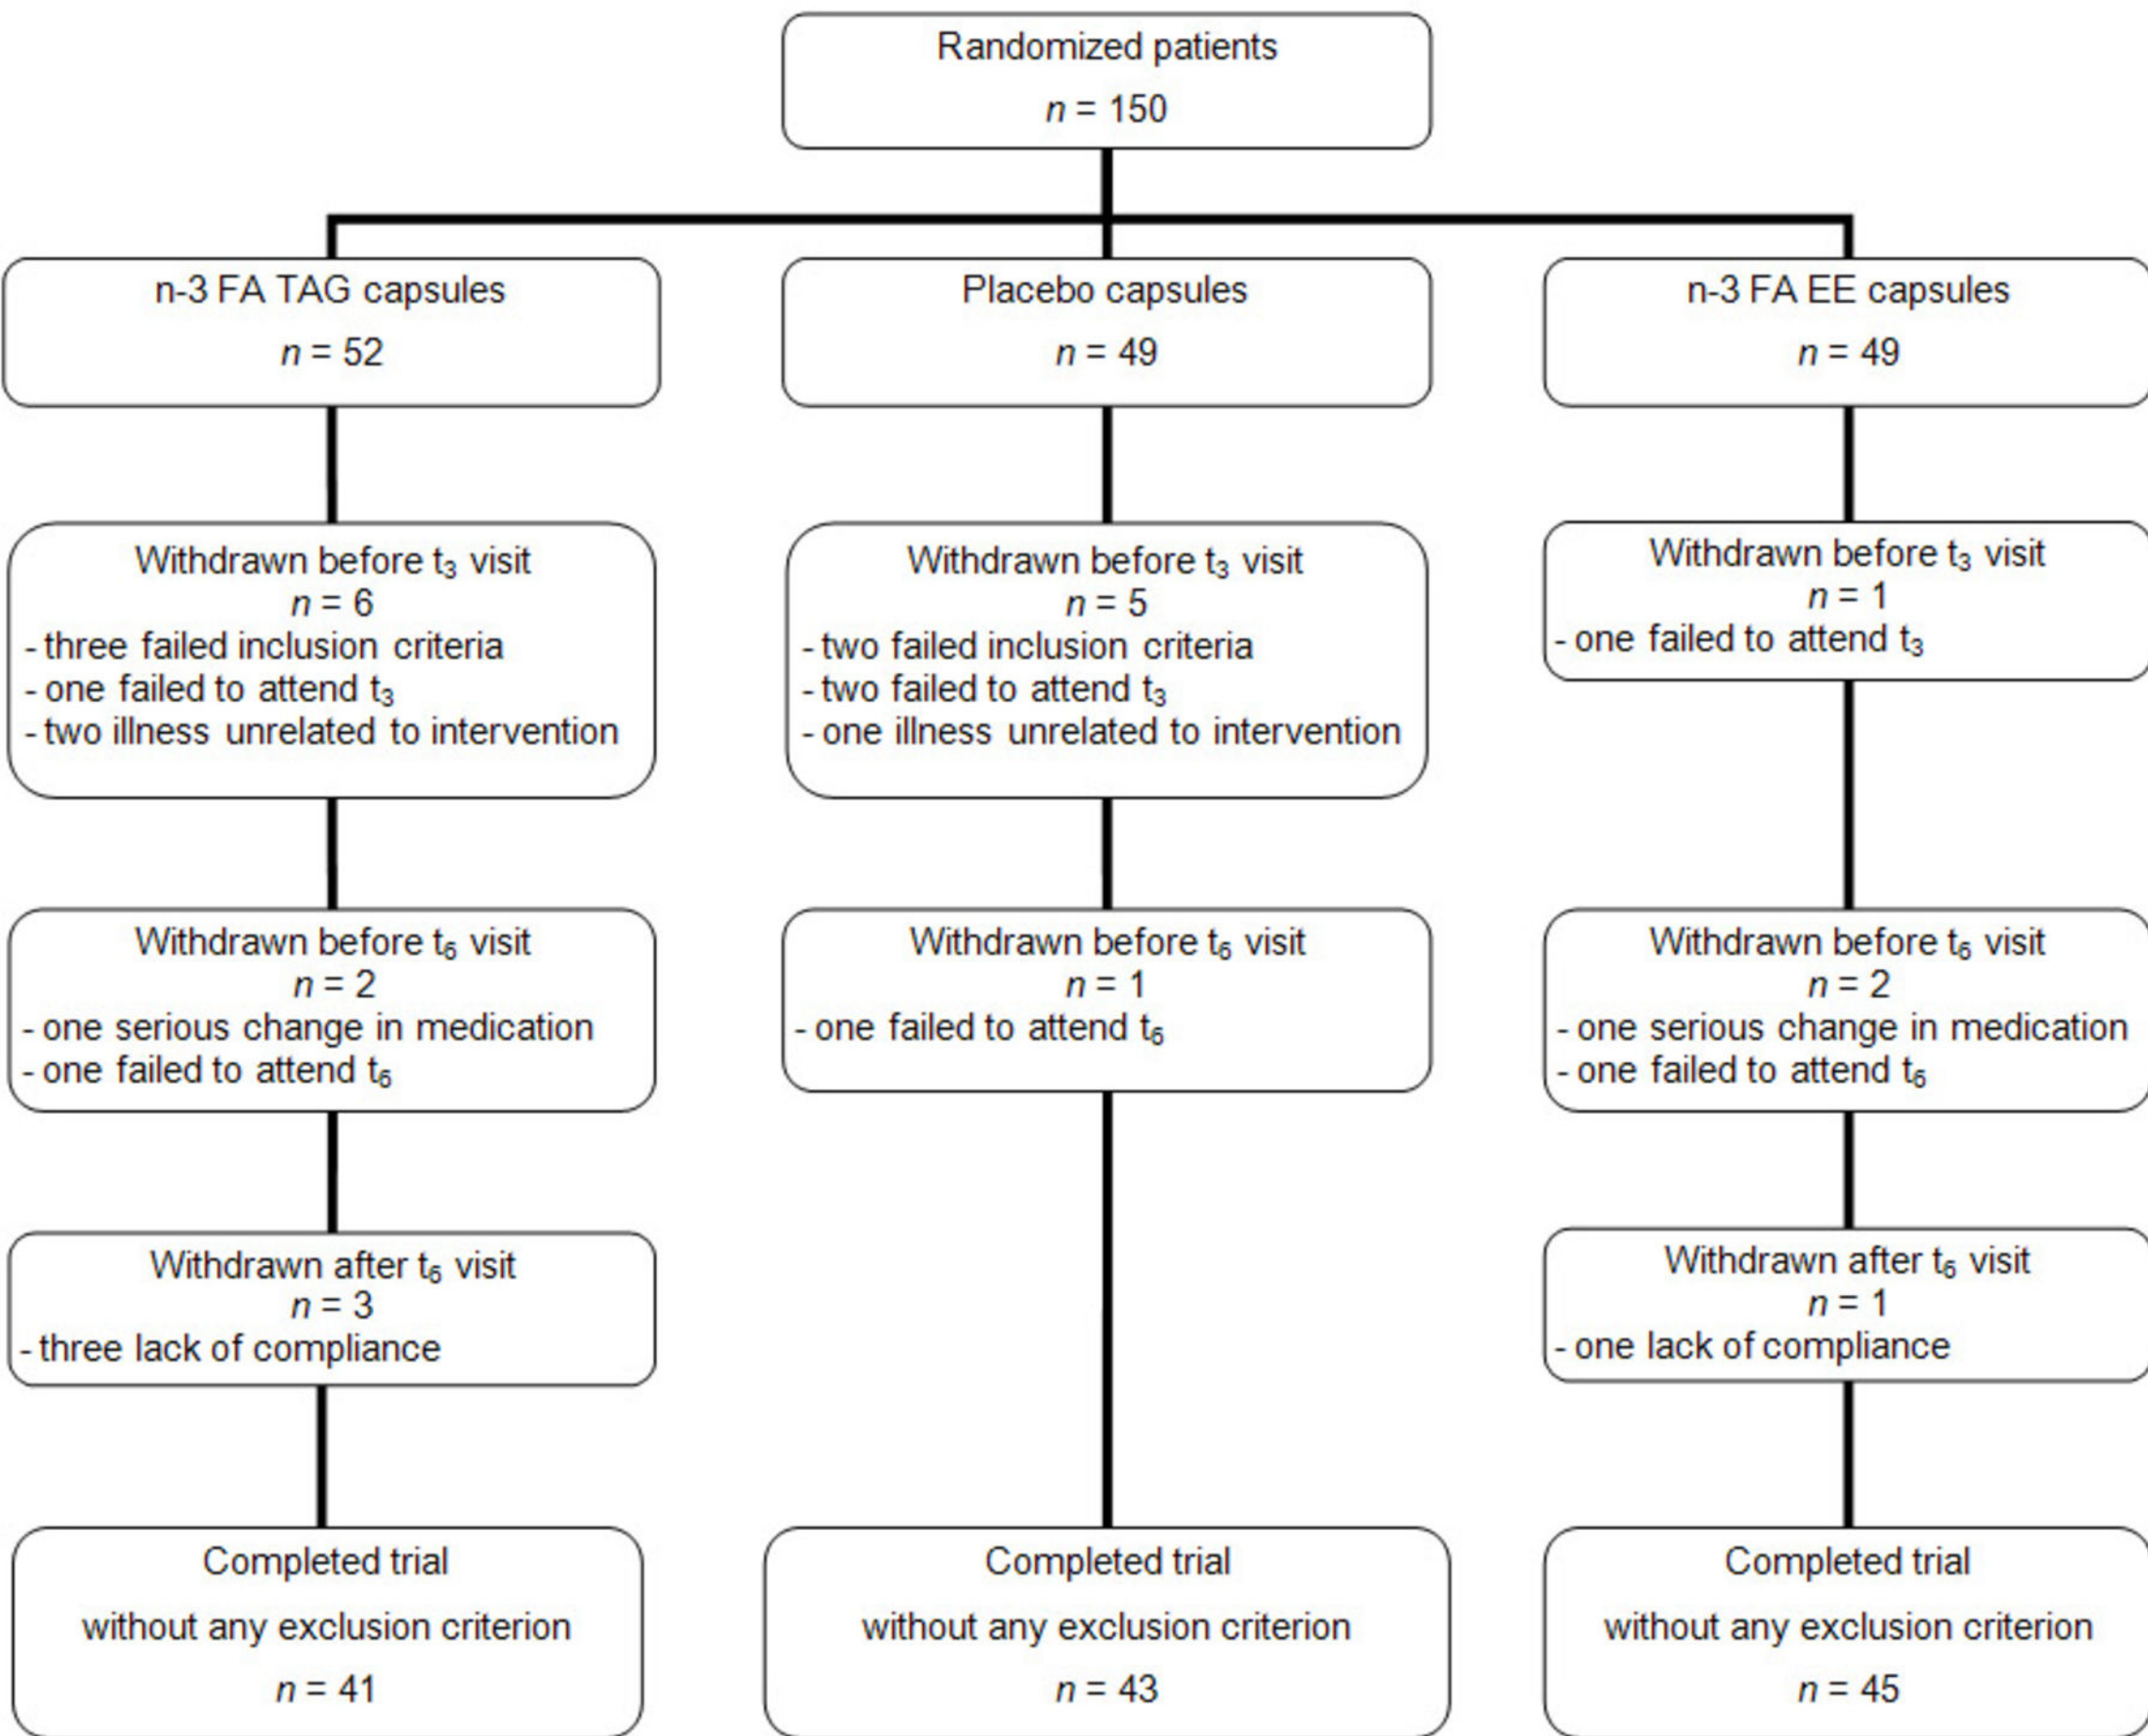 Randomized patients
n = 150
n-3 FA TAG capsules
n = 52
Placebo capsules
n = 49
n-3 FA EE capsules
n = 49
Withdrawn before t₃ visit
n = 6
- three failed inclusion criteria
- one failed to attend t₃
- two illness unrelated to intervention
Withdrawn before t₃ visit
n = 5
- two failed inclusion criteria
- two failed to attend t₃
- one illness unrelated to intervention
Withdrawn before t₃ visit
n = 1
- one failed to attend t₃
Withdrawn before t₆ visit
n = 2
- one serious change in medication
- one failed to attend t₆
Withdrawn before t₆ visit
n = 1
- one failed to attend t₆
Withdrawn before t₆ visit
n = 2
- one serious change in medication
- one failed to attend t₆
Withdrawn after t₆ visit
n = 3
- three lack of compliance
Withdrawn after t₆ visit
n = 1
- one lack of compliance
Completed trial
without any exclusion criterion
n = 41
Completed trial
without any exclusion criterion
n = 43
Completed trial
without any exclusion criterion
n = 45